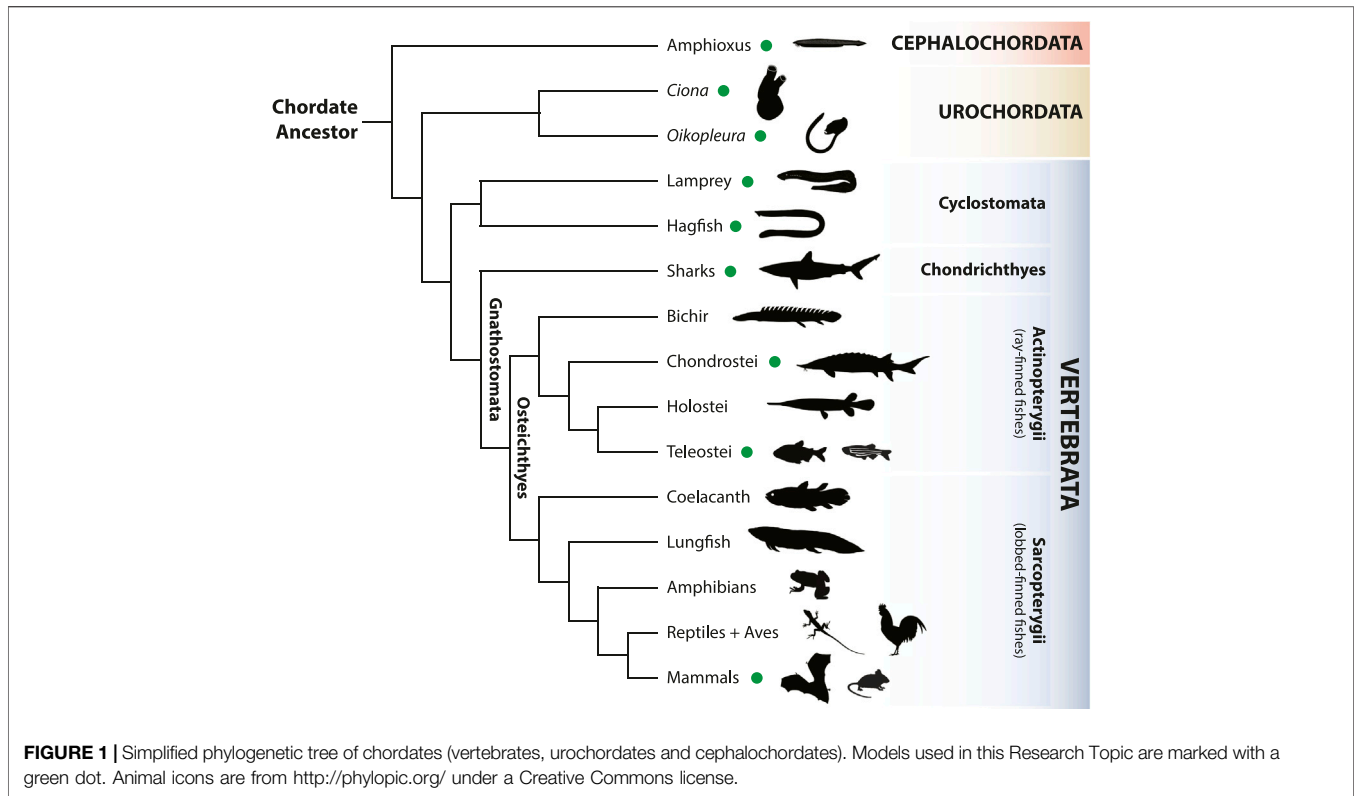 Amphioxus
CEPHALOCHORDATA
Chordate
Ancestor
Ciona
Oikopleura
UROCHORDATA
Lamprey
Hagfish
Cyclostomata
Sharks
Chondrichthyes
Gnathostomata
Osteichthyes
Bichir
Chondrostei
Holostei
Teleostei
Actinopterygii
(ray-finned fishes)
VERTEBRATA
Coelacanth
Lungfish
Amphibians
Reptiles + Aves
Mammals
Sarcopterygii
(lobbed-finned fishes)
FIGURE 1 | Simplified phylogenetic tree of chordates (vertebrates, urochordates and cephalochordates). Models used in this Research Topic are marked with a
green dot. Animal icons are from http://phylopic.org/ under a Creative Commons license.